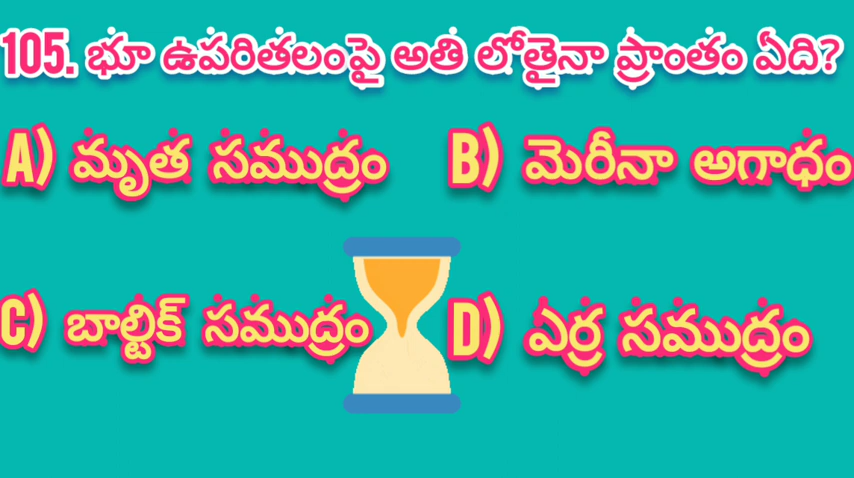 105. భూ ఉపరితలంపై అతి లోతైనా ప్రాంతం ఏది?
A) మృత సముద్రం B) మెరీనా అగాధం
C) బాల్టిక్ సముద్రం D) ఎర్ర సముద్రం